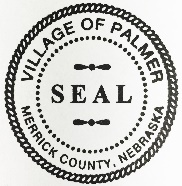 VILLAGE OF PALMER
SEAL
MERRICK COUNTY, NEBRASKA